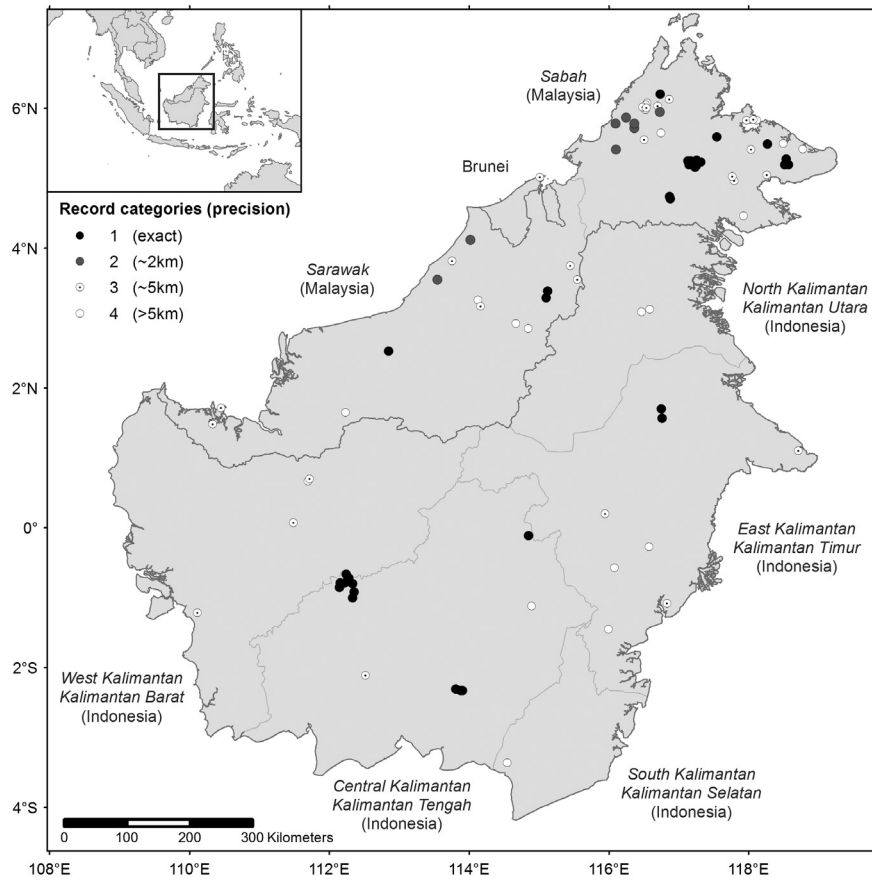 6°N
Sabah
(Malaysia)
Brunei
Record categories (precision)
1 (exact)
2 (~2km)
3 (~5km)
4 (>5km)
4°N
Sarawak
(Malaysia)
North Kalimantan
Kalimantan Utara
(Indonesia)
2°N
0°
East Kalimantan
Kalimantan Timur
(Indonesia)
2°S
West Kalimantan
Kalimantan Barat
(Indonesia)
Central Kalimantan
Kalimantan Tengah
(Indonesia)
South Kalimantan
Kalimantan Selatan
(Indonesia)
4°S
0 100 200 300 Kilometers
108°E 110°E 112°E 114°E 116°E 118°E